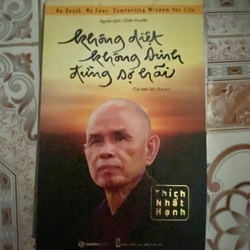 No Death, No Fear: Comforting Wisdom for Life
Người dịch: Chân Huyền
không diệt
không sinh
đừng sợ hãi
Thích
Nhất
Hạnh